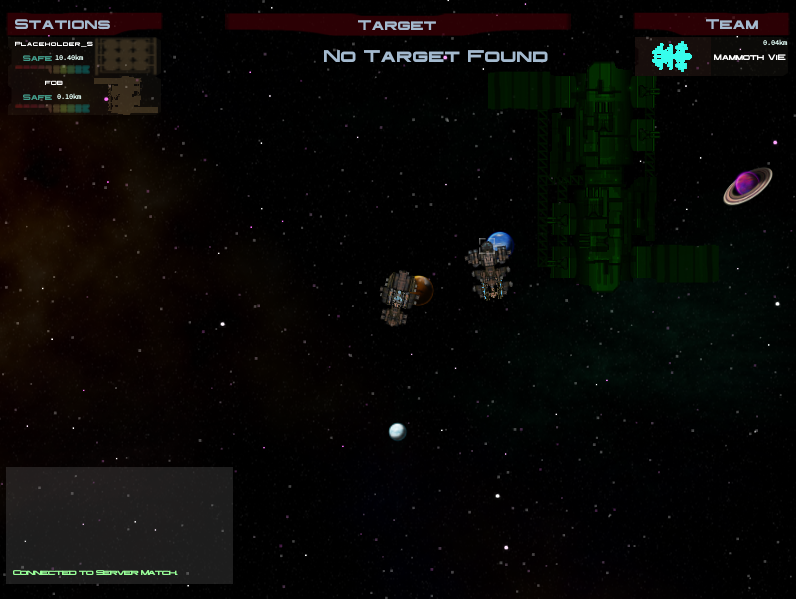 Stations
Target
Team
Placeholder_S
Safe 10.40km
FOB
Safe 0.10km
No Target Found
0.04km
Mammoth Vie
Connected to Server Match.